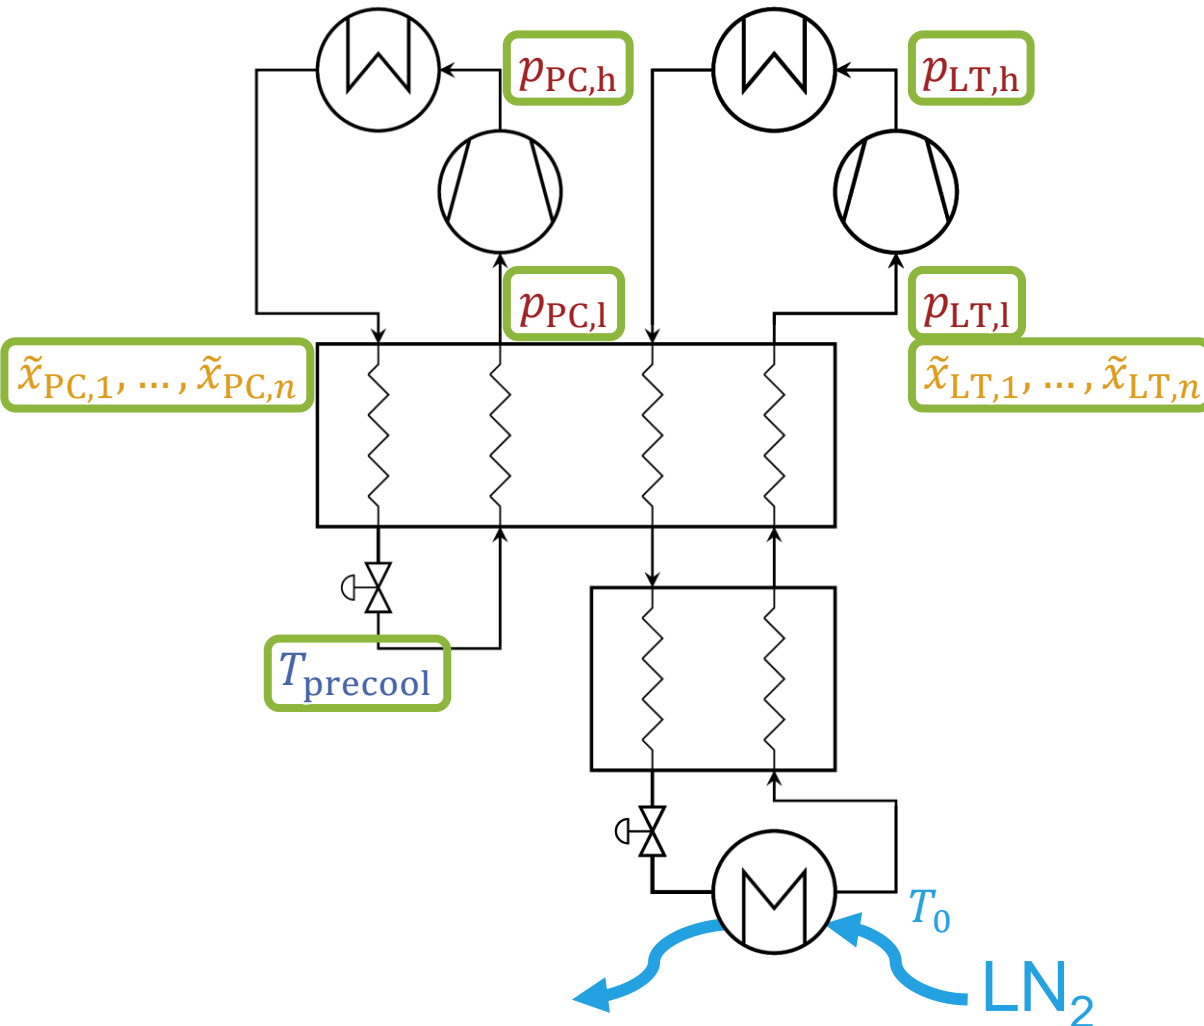 p_PC,h
p_LT,h
p_PC,l
p_LT,l
x̃_PC,1, …, x̃_PC,n
x̃_LT,1, …, x̃_LT,n
T_precool
T_0
LN_2